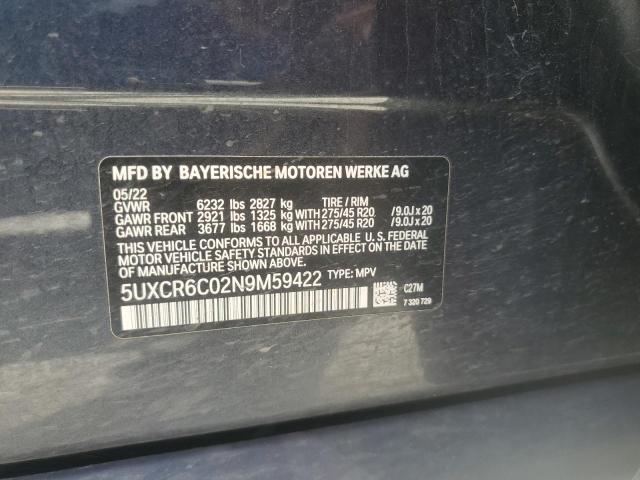 MFD BY BAYERISCHE MOTOREN WERKE AG
05/22
GVWR 6232 lbs 2827 kg TIRE / RIM
GAWR FRONT 2921 lbs 1325 kg WITH 275/45 R20 /9.0J x 20
GAWR REAR 3677 lbs 1668 kg WITH 275/45 R20 /9.0J x 20
THIS VEHICLE CONFORMS TO ALL APPLICABLE U. S. FEDERAL
MOTOR VEHICLE SAFETY STANDARDS IN EFFECT ON THE DATE
OF MANUFACTURE SHOWN ABOVE.
5UXCR6C02N9M59422 TYPE: MPV
C27M
7 320 729